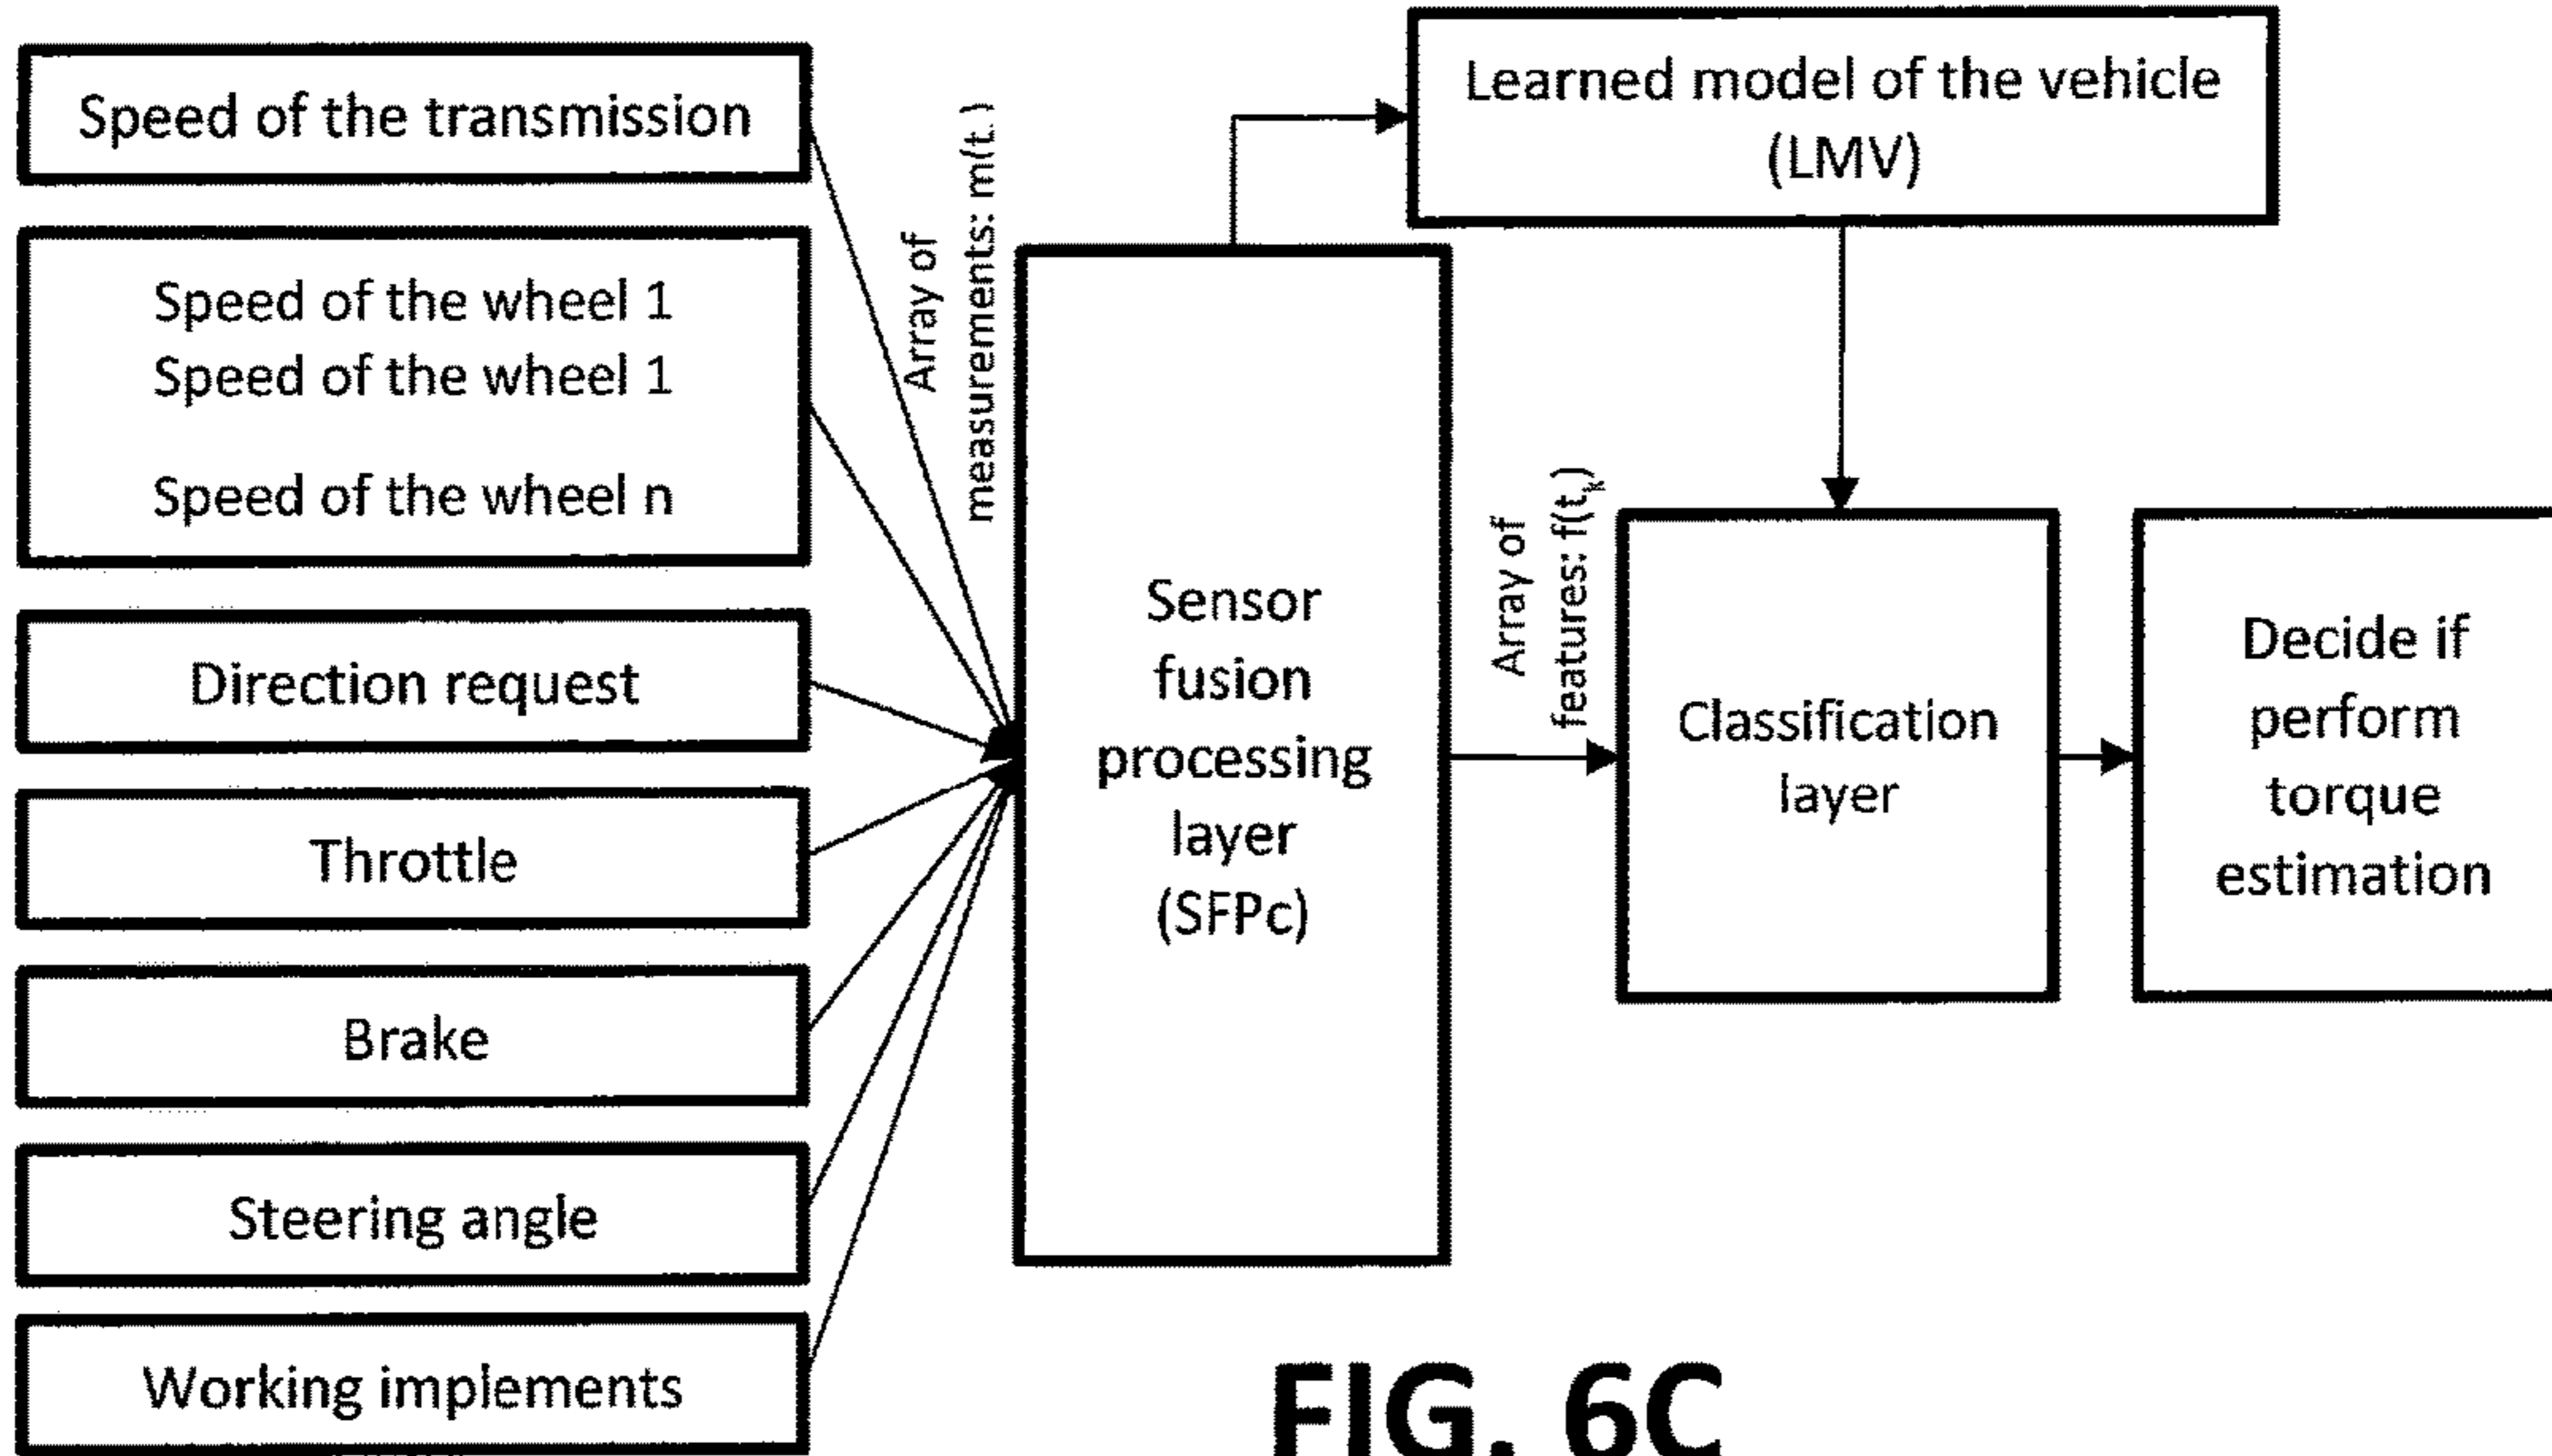 Speed of the transmission
Speed of the wheel 1
Speed of the wheel 1
Speed of the wheel n
Direction request
Throttle
Brake
Steering angle
Working implements
Array of
measurements: m(t.)
Sensor
fusion
processing
layer
(SFPc)
Learned model of the vehicle
(LMV)
Array of
features: f(tₖ)
Classification
layer
Decide if
perform
torque
estimation
FIG. 6C